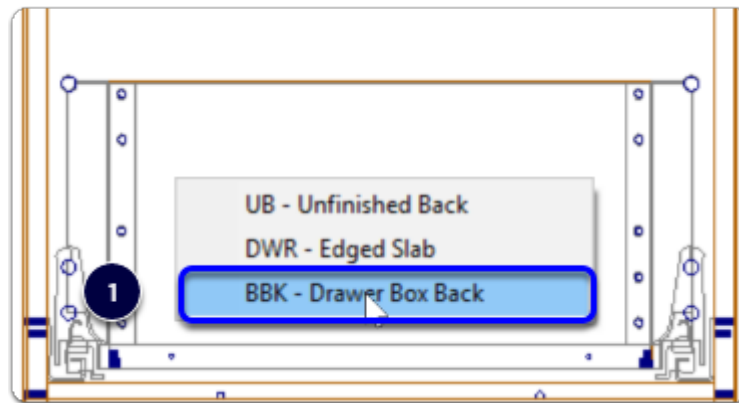 UB - Unfinished Back
DWR - Edged Slab
1
BBK - Drawer Box Back